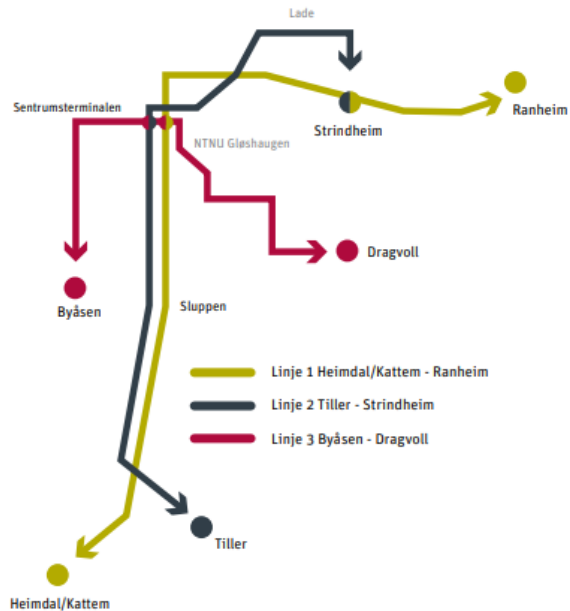 Lade
Sentrumsterminalen
Ranheim
Strindheim
NTNU Gløshaugen
Dragvoll
Byåsen
Sluppen
Linje 1 Heimdal/Kattem - Ranheim
Linje 2 Tiller - Strindheim
Linje 3 Byåsen - Dragvoll
Tiller
Heimdal/Kattem